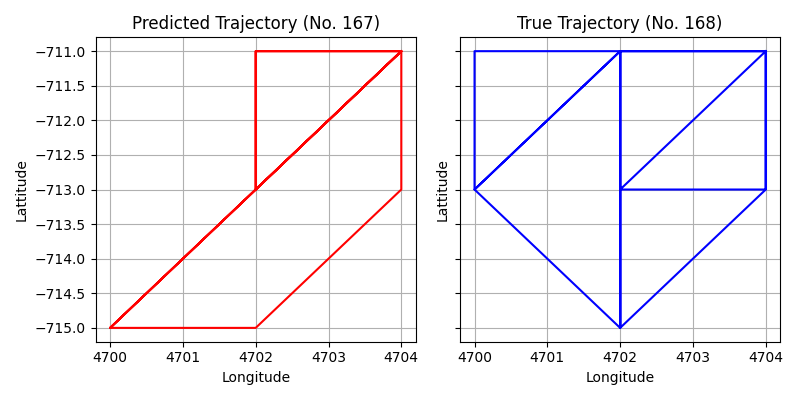 Predicted Trajectory (No. 167)
True Trajectory (No. 168)
−711.0
−711.5
−712.0
−712.5
−713.0
−713.5
−714.0
−714.5
−715.0
Lattitude
Lattitude
4700 4701 4702 4703 4704
4700 4701 4702 4703 4704
Longitude
Longitude